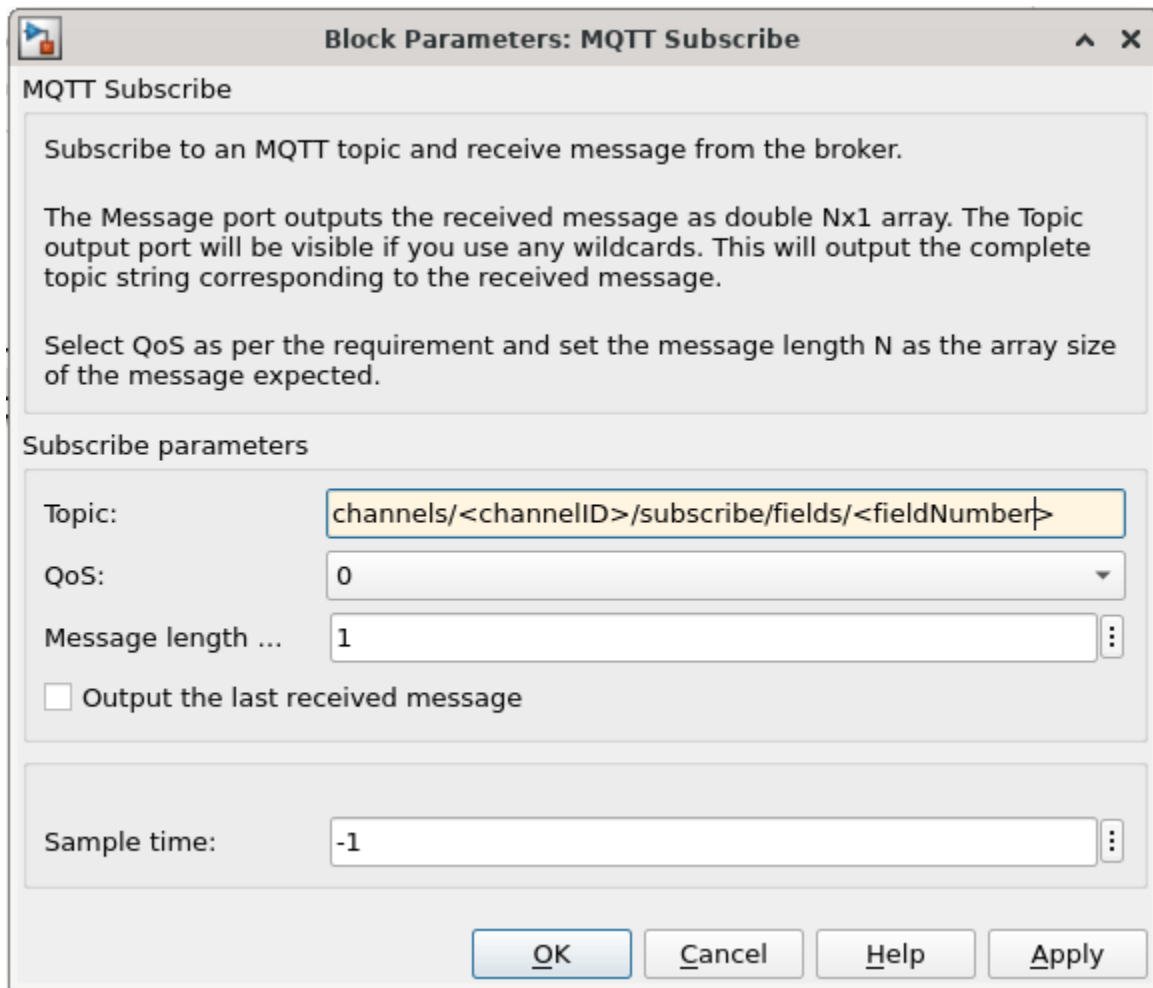 Block Parameters: MQTT Subscribe
MQTT Subscribe
Subscribe to an MQTT topic and receive message from the broker.
The Message port outputs the received message as double Nx1 array. The Topic
output port will be visible if you use any wildcards. This will output the complete
topic string corresponding to the received message.
Select QoS as per the requirement and set the message length N as the array size
of the message expected.
Subscribe parameters
Topic: channels/<channelID>/subscribe/fields/<fieldNumber>
QoS: 0
Message length ... 1
Output the last received message
Sample time: -1
OK Cancel Help Apply